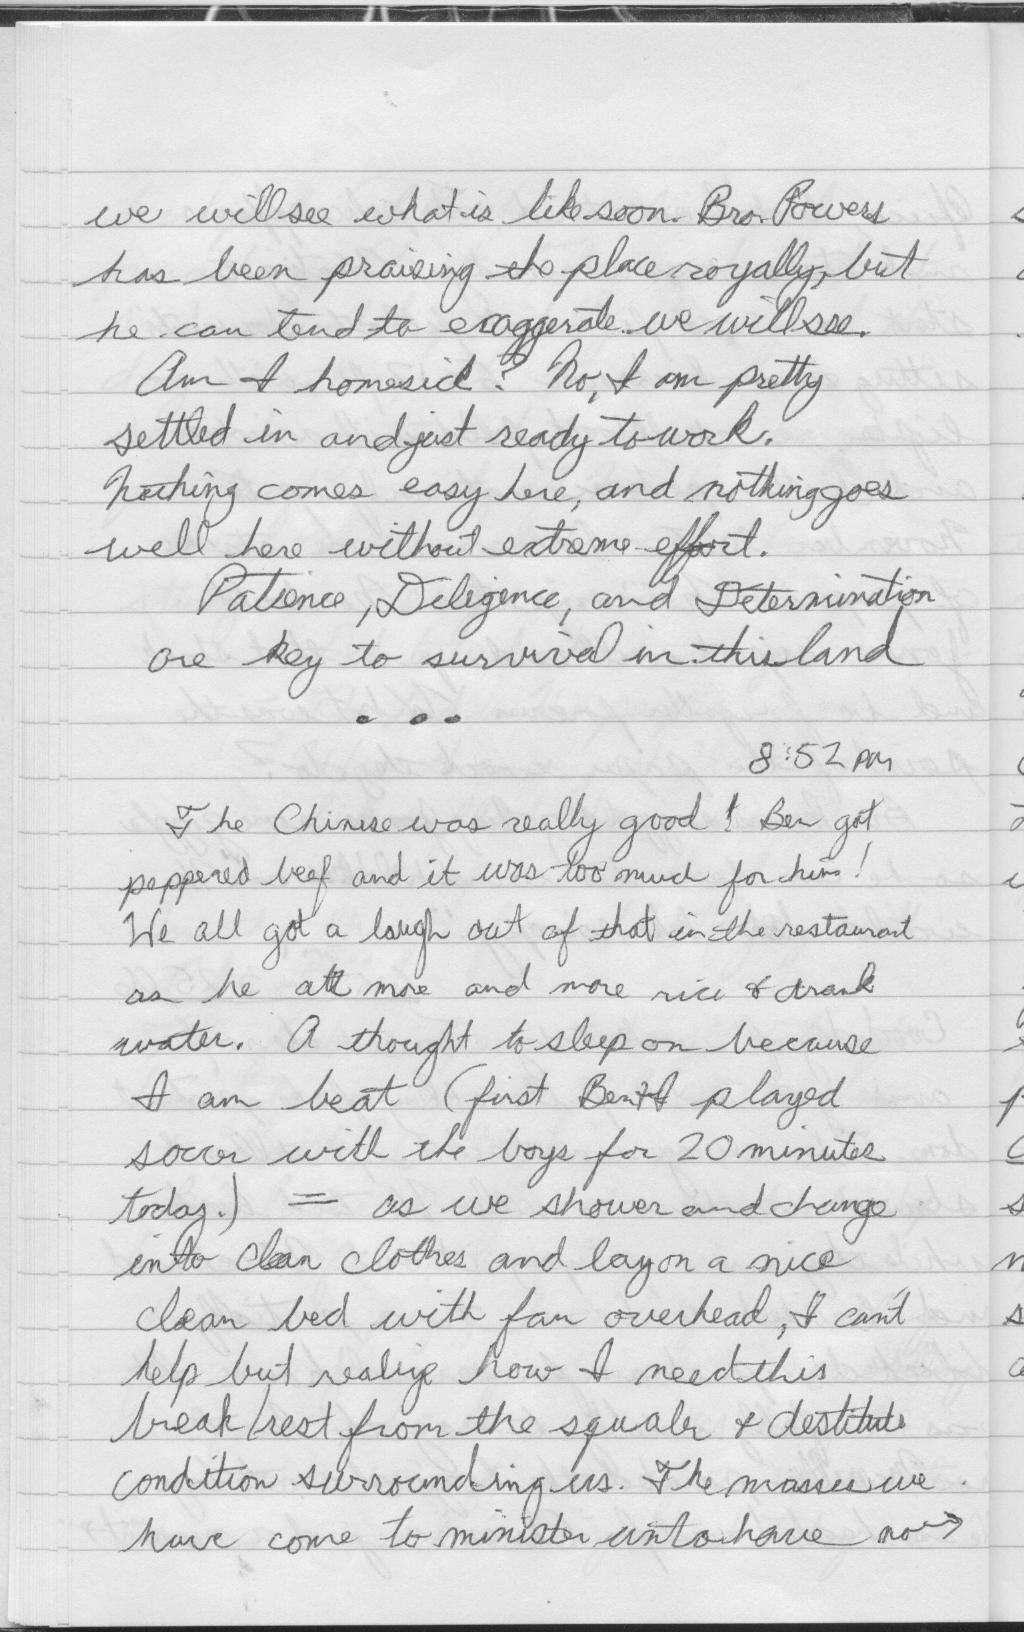 we will see what is like soon. Bro. Powers
has been praising the place royally, but
he can tend to exaggerate. we will see.
Am I homesick? No, I am pretty
settled in and just ready to work.
Nothing comes easy here, and nothing goes
well here without extreme effort.
Patience, Diligence, and Determination
are key to survival in this land
. . .
8:52 pm
The Chinese was really good! Ben got
peppered beef and it was too much for him!
We all got a laugh out of that in the restaurant
as he ate more and more rice & drank
water. A thought to sleep on because
I am beat (first Ben & I played
soccer with the boys for 20 minutes
today.) = as we shower and change
into clean clothes and lay on a nice
clean bed with fan overhead, I can't
help but realize how I need this
break/rest from the squaler & destitute
condition surrounding us. The masses we
have come to minister unto have no →